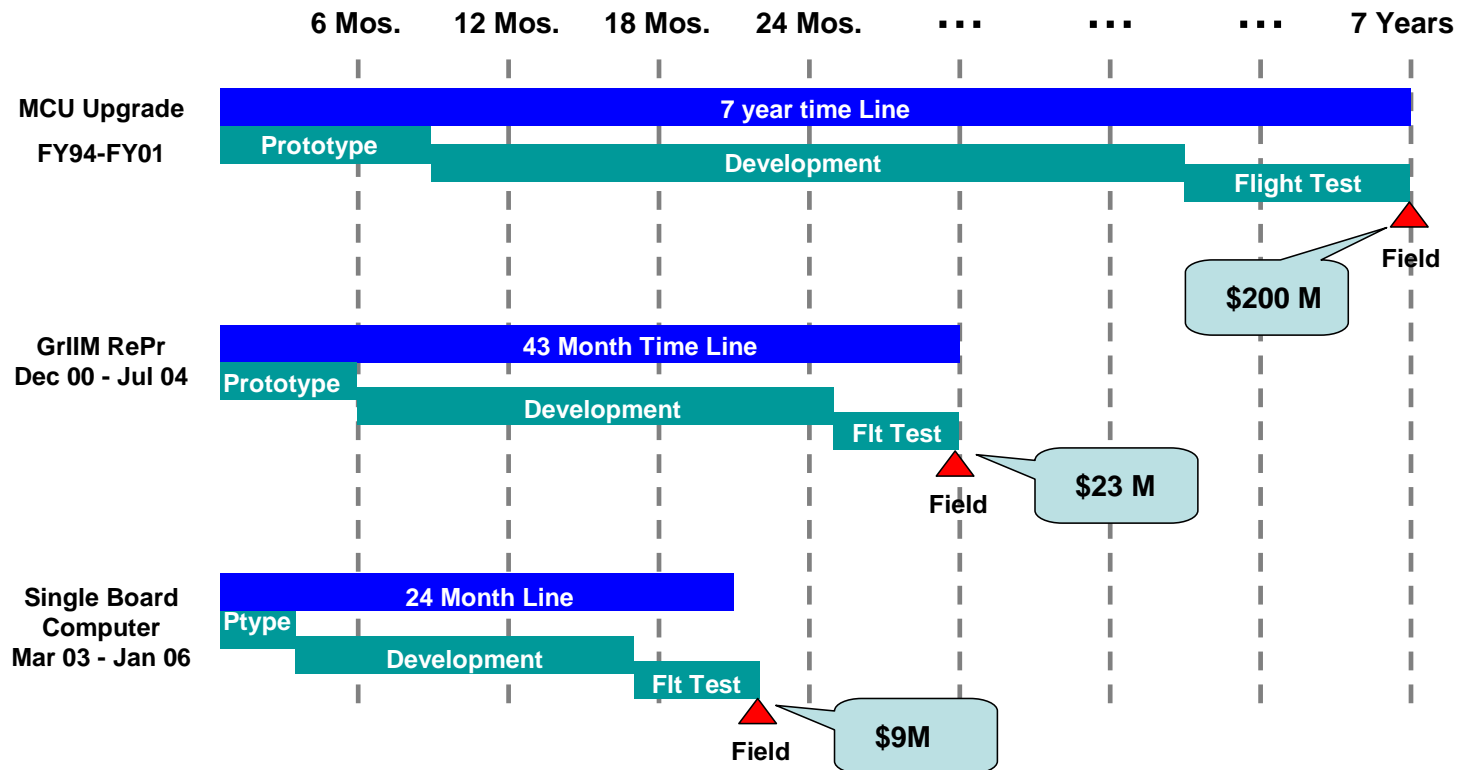 6 Mos. 12 Mos. 18 Mos. 24 Mos. ... ... ... 7 Years
MCU Upgrade
FY94-FY01
7 year time Line
Prototype
Development
Flight Test
Field
$200 M
GrIIM RePr
Dec 00 - Jul 04
43 Month Time Line
Prototype
Development
Flt Test
Field
$23 M
Single Board
Computer
Mar 03 - Jan 06
24 Month Line
Ptype
Development
Flt Test
Field
$9M